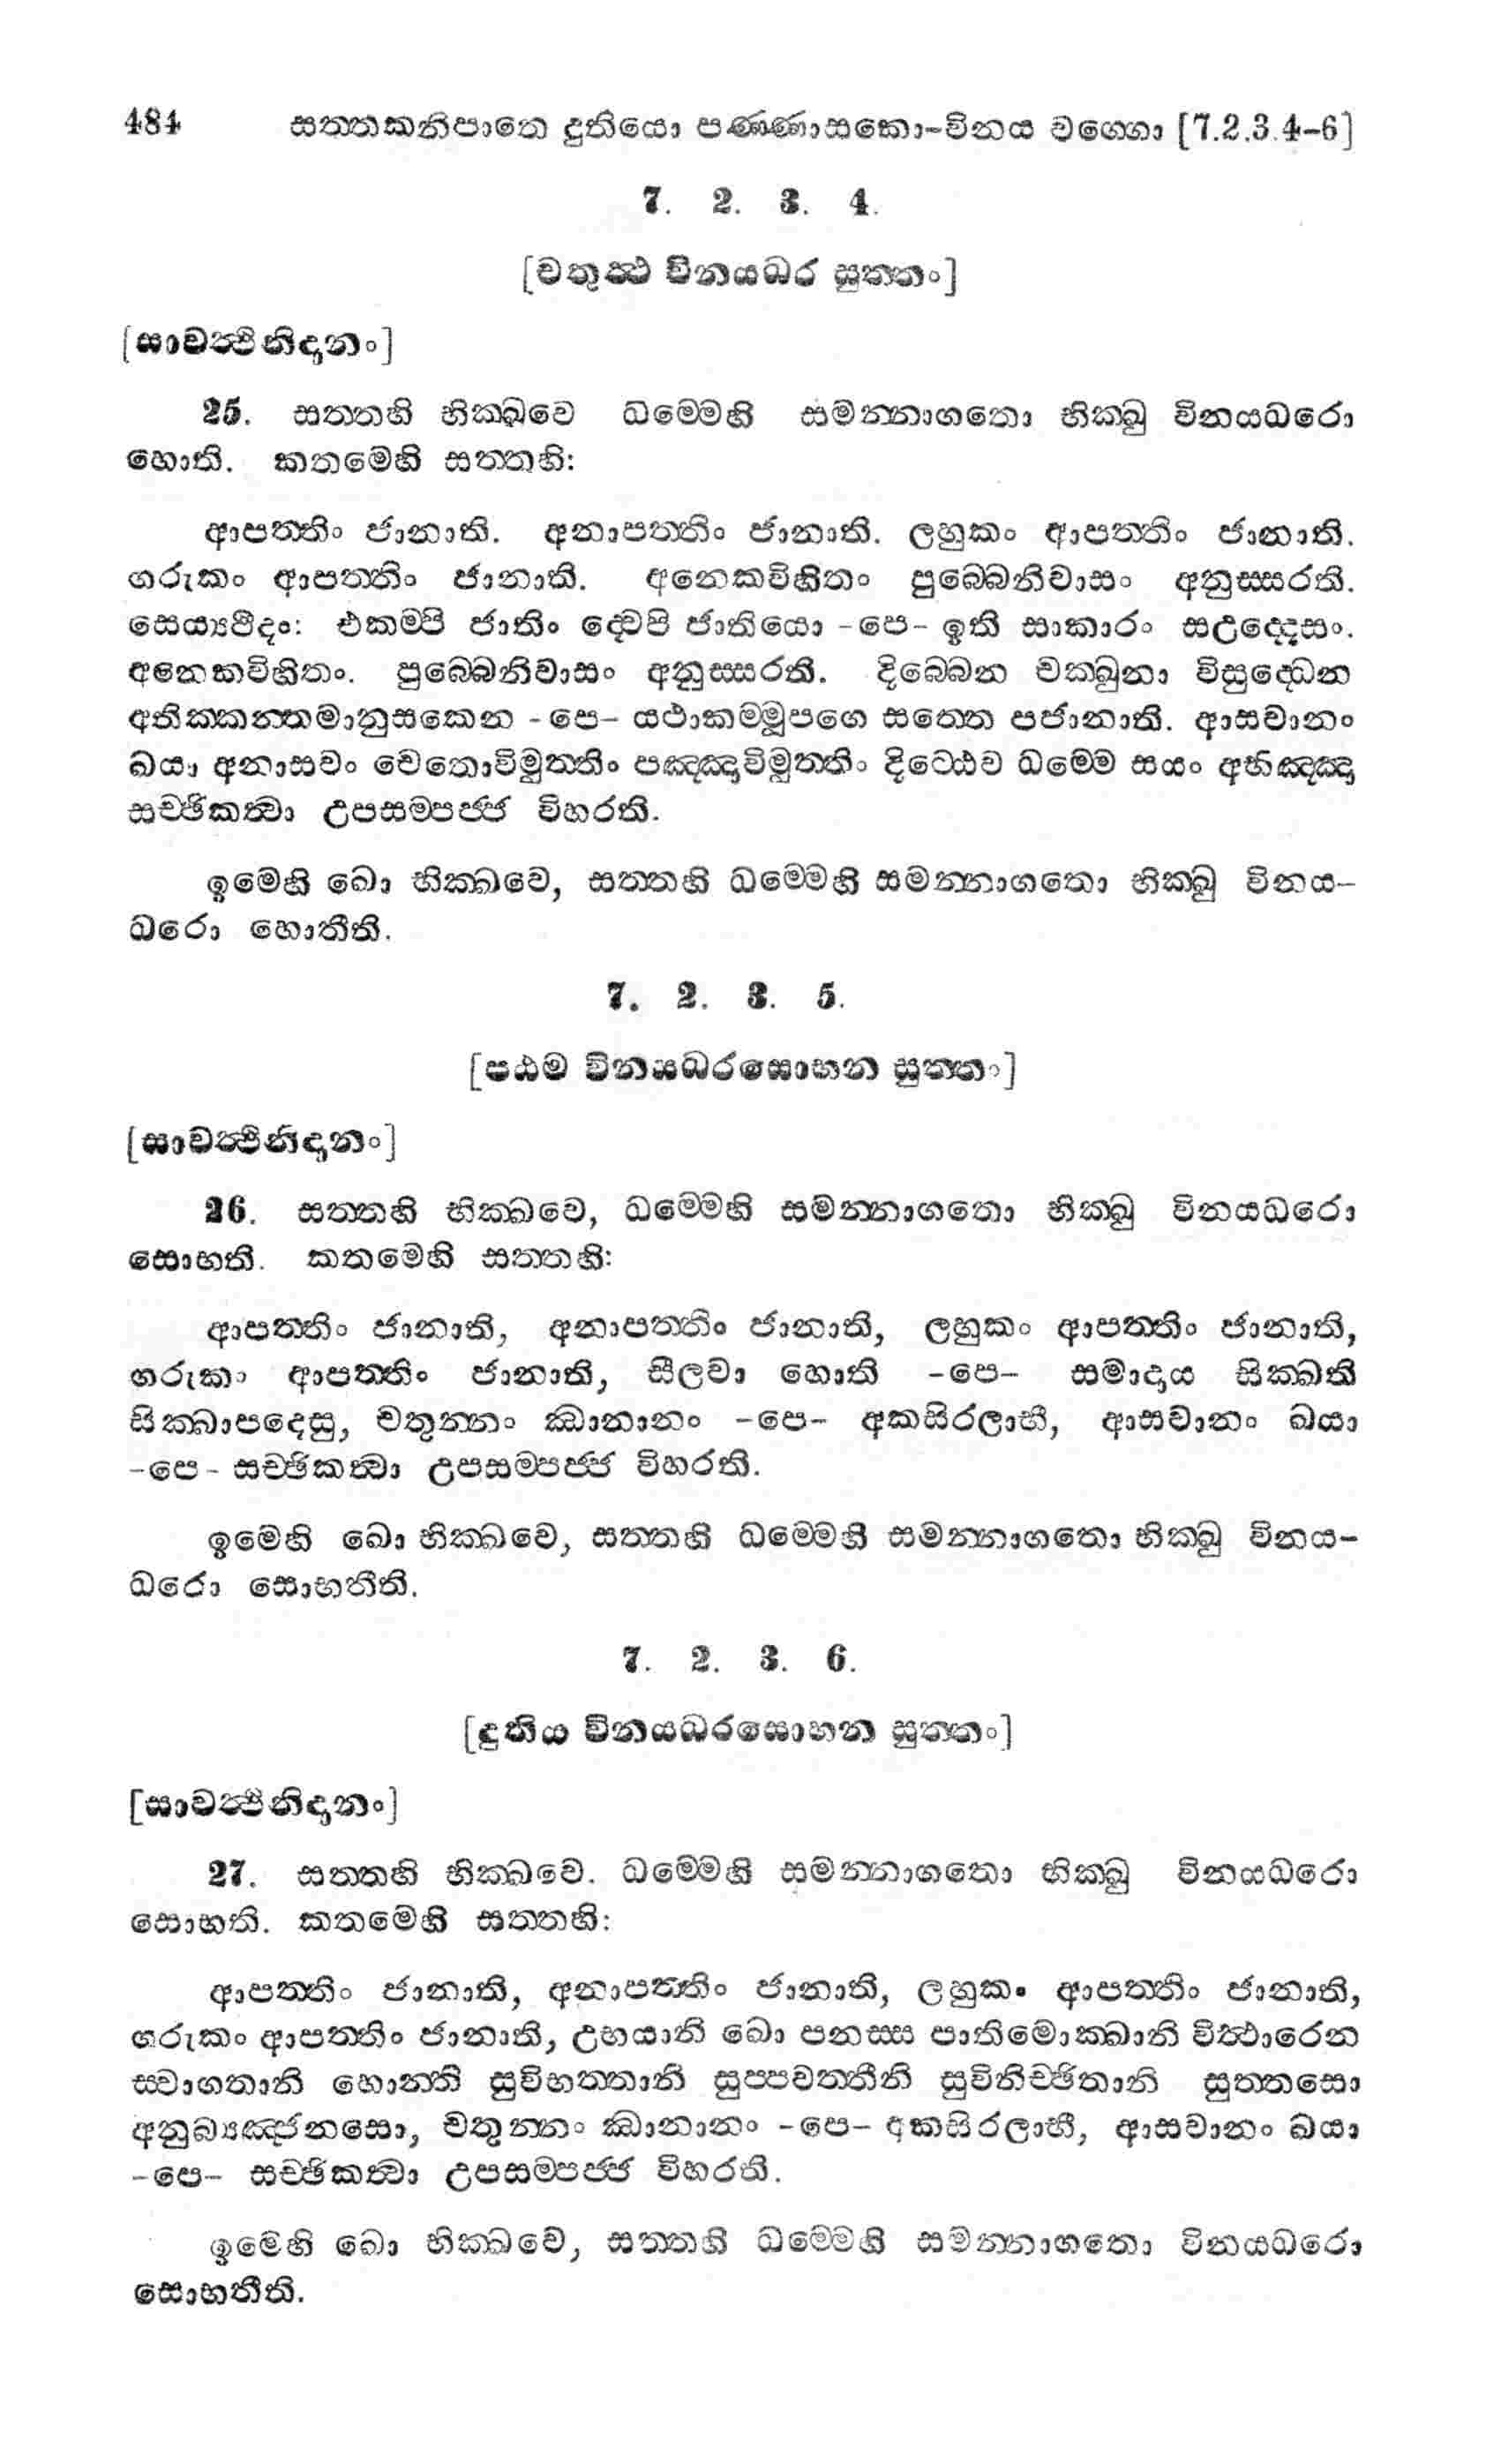 484 සත්තකනිපාතෙ දුතියො පණ්ණාසකො-විනය වග්ගො [7.2.3.4-6]
7. 2. 3. 4.
[චතුත්ථ විනයධර සුත්තං]
[සාවත්ථිනිදානං]
25. සත්තහි භික්ඛවෙ ධම්මෙහි සමන්නාගතො භික්ඛු විනයධරො
හොති. කතමෙහි සත්තහි:
ආපත්තිං ජානාති. අනාපත්තිං ජානාති. ලහුකං ආපත්තිං ජානාති.
ගරුකං ආපත්තිං ජානාති. අනෙකවිහිතං පුබ්බෙනිවාසං අනුස්සරති.
සෙය්‍යථීදං: එකම්පි ජාතිං ද්වෙපි ජාතියො -පෙ- ඉති සාකාරං සඋද්දෙසං.
අනෙකවිහිතං. පුබ්බෙනිවාසං අනුස්සරති. දිබ්බෙන චක්ඛුනා විසුද්ධෙන
අතික්කන්තමානුසකෙන -පෙ- යථාකම්මූපගෙ සත්තෙ පජානාති. ආසවානං
ඛයා අනාසවං චෙතොවිමුත්තිං පඤ්ඤාවිමුත්තිං දිට්ඨෙව ධම්මෙ සයං අභිඤ්ඤා
සච්ඡිකත්වා උපසම්පජ්ජ විහරති.
ඉමෙහි ඛො භික්ඛවෙ, සත්තහි ධම්මෙහි සමන්නාගතො භික්ඛු විනය-
ධරො හොතීති.
7. 2. 3. 5.
[පඨම විනයධරසොභන සුත්තං]
[සාවත්ථිනිදානං]
26. සත්තහි භික්ඛවෙ, ධම්මෙහි සමන්නාගතො භික්ඛු විනයධරො
සොභති. කතමෙහි සත්තහි:
ආපත්තිං ජානාති, අනාපත්තිං ජානාති, ලහුකං ආපත්තිං ජානාති,
ගරුකං ආපත්තිං ජානාති, සීලවා හොති -පෙ- සමාදාය සික්ඛති
සික්ඛාපදෙසු, චතුන්නං ඣානානං -පෙ- අකසිරලාභී, ආසවානං ඛයා
-පෙ- සච්ඡිකත්වා උපසම්පජ්ජ විහරති.
ඉමෙහි ඛො භික්ඛවෙ, සත්තහි ධම්මෙහි සමන්නාගතො භික්ඛු විනය-
ධරො සොභතීති.
7. 2. 3. 6.
[දුතිය විනයධරසොභන සුත්තං]
[සාවත්ථිනිදානං]
27. සත්තහි භික්ඛවෙ. ධම්මෙහි සමන්නාගතො භික්ඛු විනයධරො
සොභති. කතමෙහි සත්තහි:
ආපත්තිං ජානාති, අනාපත්තිං ජානාති, ලහුකං ආපත්තිං ජානාති,
ගරුකං ආපත්තිං ජානාති, උභයානි ඛො පනස්ස පාතිමොක්ඛානි විත්ථාරෙන
ස්වාගතානි හොන්ති සුවිභත්තානි සුප්පවත්තීනි සුවිනිච්ඡිතානි සුත්තසො
අනුබ්‍යඤ්ජනසො, චතුන්නං ඣානානං -පෙ- අකසිරලාභී, ආසවානං ඛයා
-පෙ- සච්ඡිකත්වා උපසම්පජ්ජ විහරති.
ඉමෙහි ඛො භික්ඛවෙ, සත්තහි ධම්මෙහි සමන්නාගතො විනයධරො
සොභතීති.